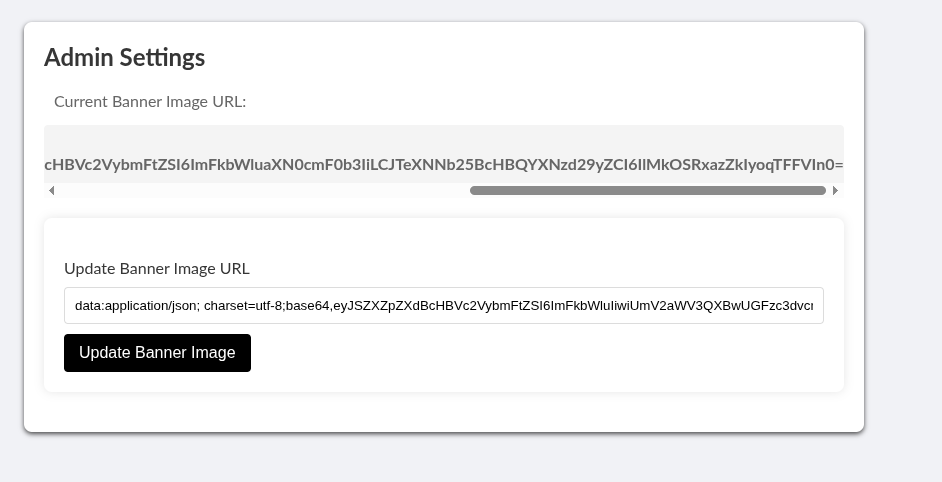 Admin Settings
Current Banner Image URL:
cHBVc2VybmFtZSI6ImFkbWluaXN0cmF0b3IiLCJTeXNNb25BcHBQYXNzd29yZCI6IlMkOSRxazZkIyoqTFFVIn0=
Update Banner Image URL
data:application/json; charset=utf-8;base64,eyJSZXZpZXdBcHBVc2VybmFtZSI6ImFkbWluIiwiUmV2aWV3QXBwUGFzc3dvcm
Update Banner Image